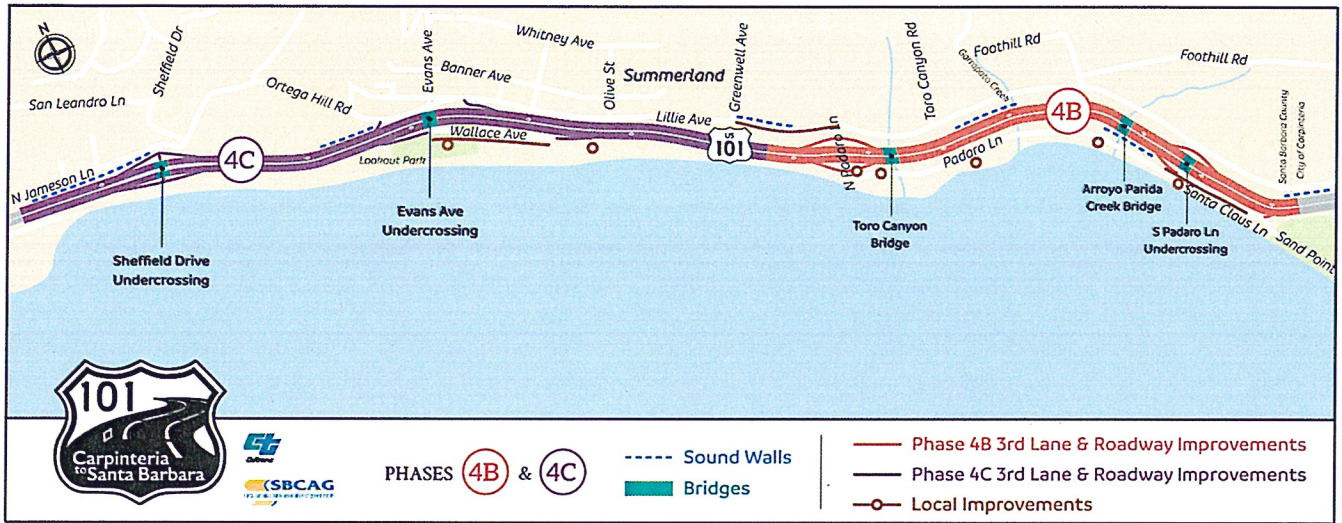 N
San Leandro Ln
Sheffield Dr
Ortega Hill Rd
Evans Ave
Whitney Ave
Banner Ave
Olive St
Summerland
Greenwell Ave
Toro Canyon Rd
Garrapata Creek
Foothill Rd
Foothill Rd
Santa Barbara County
City of Carpinteria
N Jameson Ln
4C
Lookout Park
Wallace Ave
Lillie Ave
US
101
N Padaro Ln
Padaro Ln
4B
Santa Claus Ln
Sand Point
Sheffield Drive
Undercrossing
Evans Ave
Undercrossing
Toro Canyon
Bridge
Arroyo Parida
Creek Bridge
S Padaro Ln
Undercrossing
101
Carpinteria
to Santa Barbara
Caltrans
SBCAG
PHASES 4B & 4C
Sound Walls
Bridges
Phase 4B 3rd Lane & Roadway Improvements
Phase 4C 3rd Lane & Roadway Improvements
Local Improvements